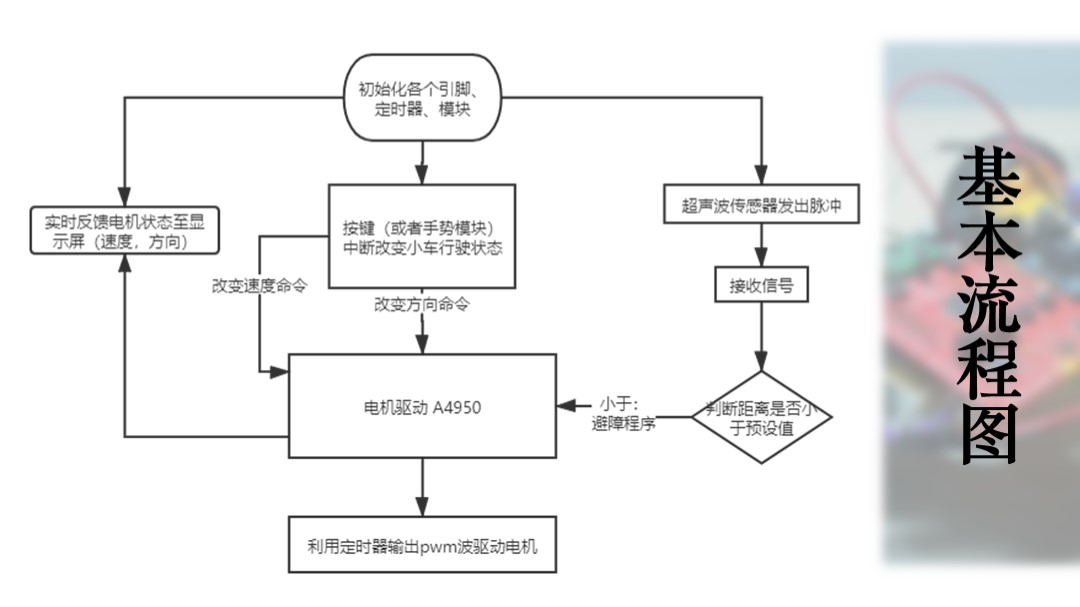 初始化各个引脚、
定时器、模块
实时反馈电机状态至显
示屏（速度，方向）
按键（或者手势模块）
中断改变小车行驶状态
超声波传感器发出脉冲
接收信号
改变速度命令
改变方向命令
电机驱动 A4950
小于：
避障程序
判断距离是否小
于预设值
利用定时器输出pwm波驱动电机
基本流程图